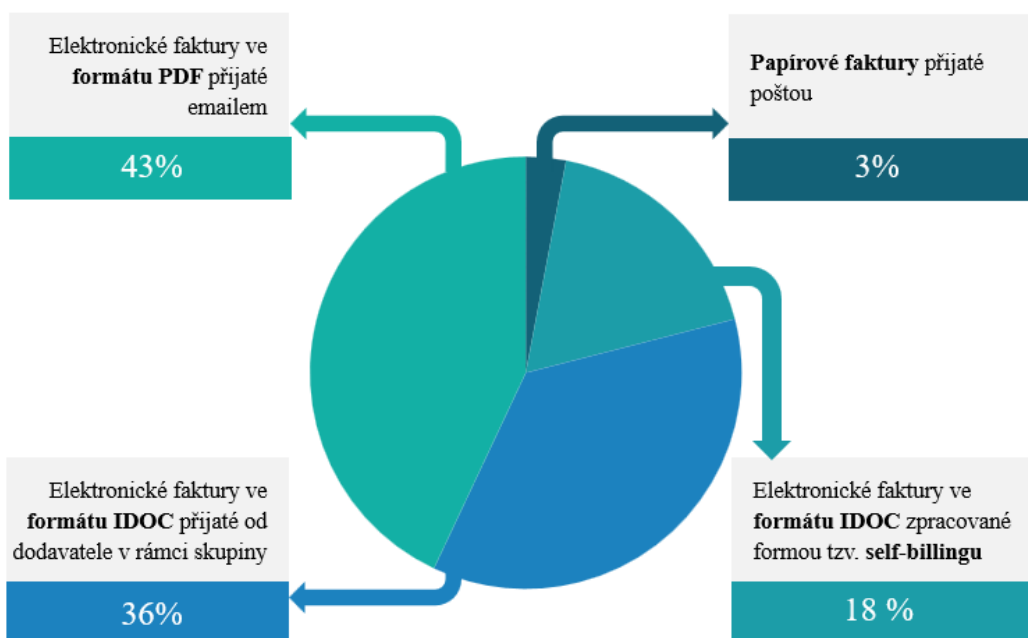 Elektronické faktury ve
formátu PDF přijaté
emailem
43%
Papírové faktury přijaté
poštou
3%
Elektronické faktury ve
formátu IDOC přijaté od
dodavatele v rámci skupiny
36%
Elektronické faktury ve
formátu IDOC zpracované
formou tzv. self-billingu
18 %